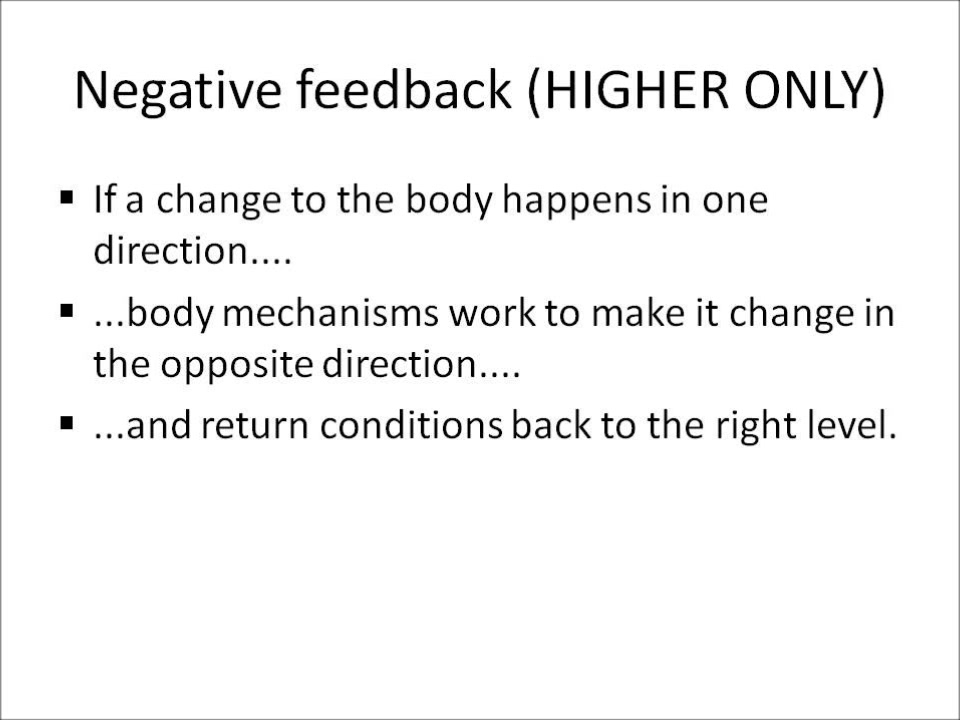 Negative feedback (HIGHER ONLY)
▪ If a change to the body happens in one
direction....
▪ ...body mechanisms work to make it change in
the opposite direction....
▪ ...and return conditions back to the right level.